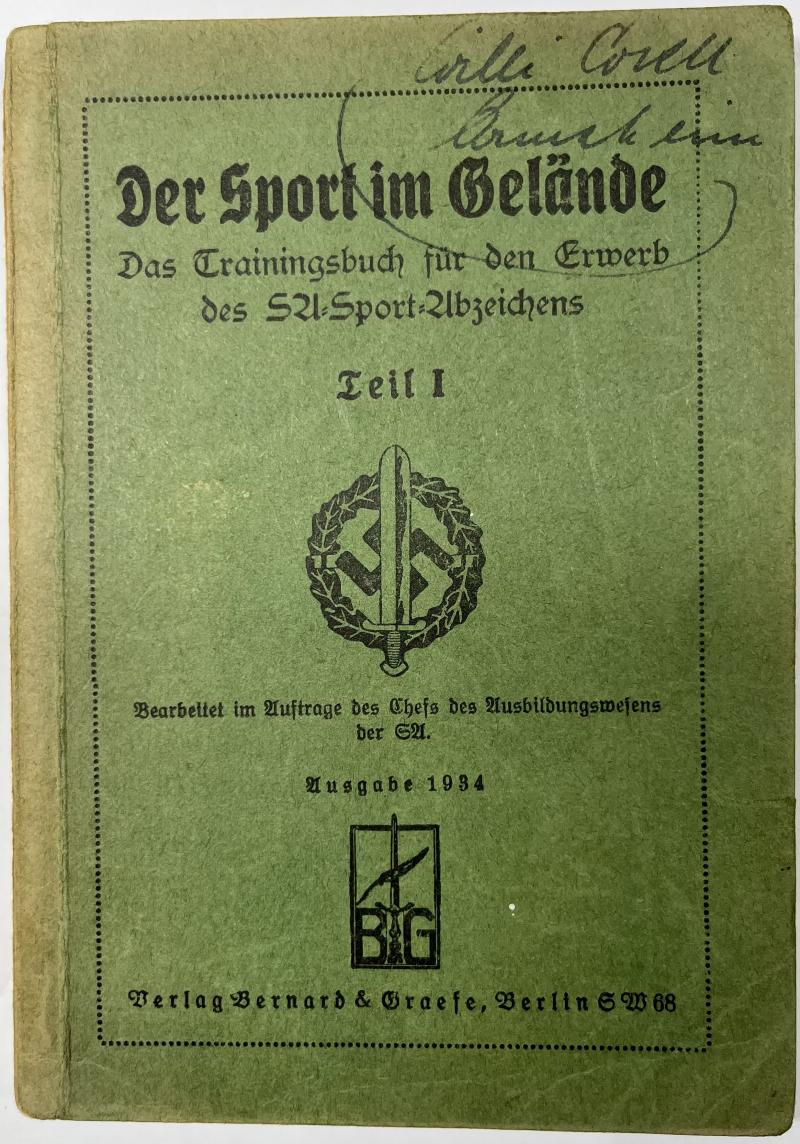 Willi
Der Sport im Gelände
Das Trainingsbuch für den Erwerb
des SA-Sport-Abzeichens
Teil I
Bearbeitet im Auftrage des Chefs des Ausbildungswesens
der SA.
Ausgabe 1934
BG
Verlag Bernard & Graefe, Berlin SW 68